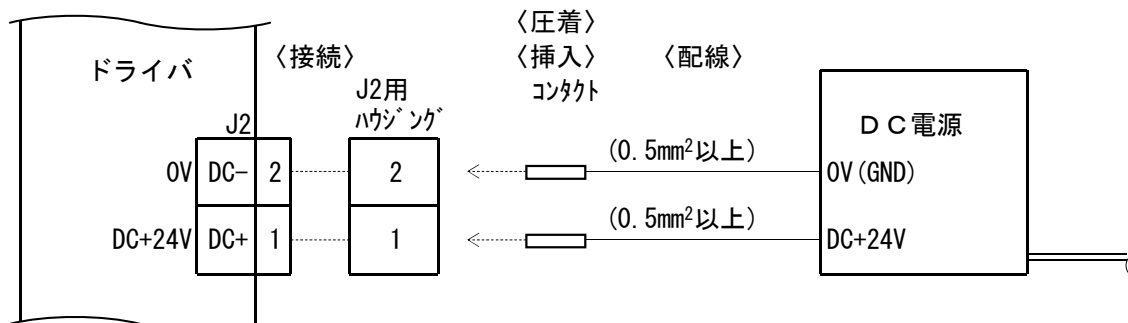 〈圧着〉
〈接続〉 〈挿入〉 〈配線〉
ドライバ
J2用 コンタクト
ハウジング
J2 DC電源
(0.5mm²以上)
0V DC- 2 2 0V(GND)
(0.5mm²以上)
DC+24V DC+ 1 1 DC+24V